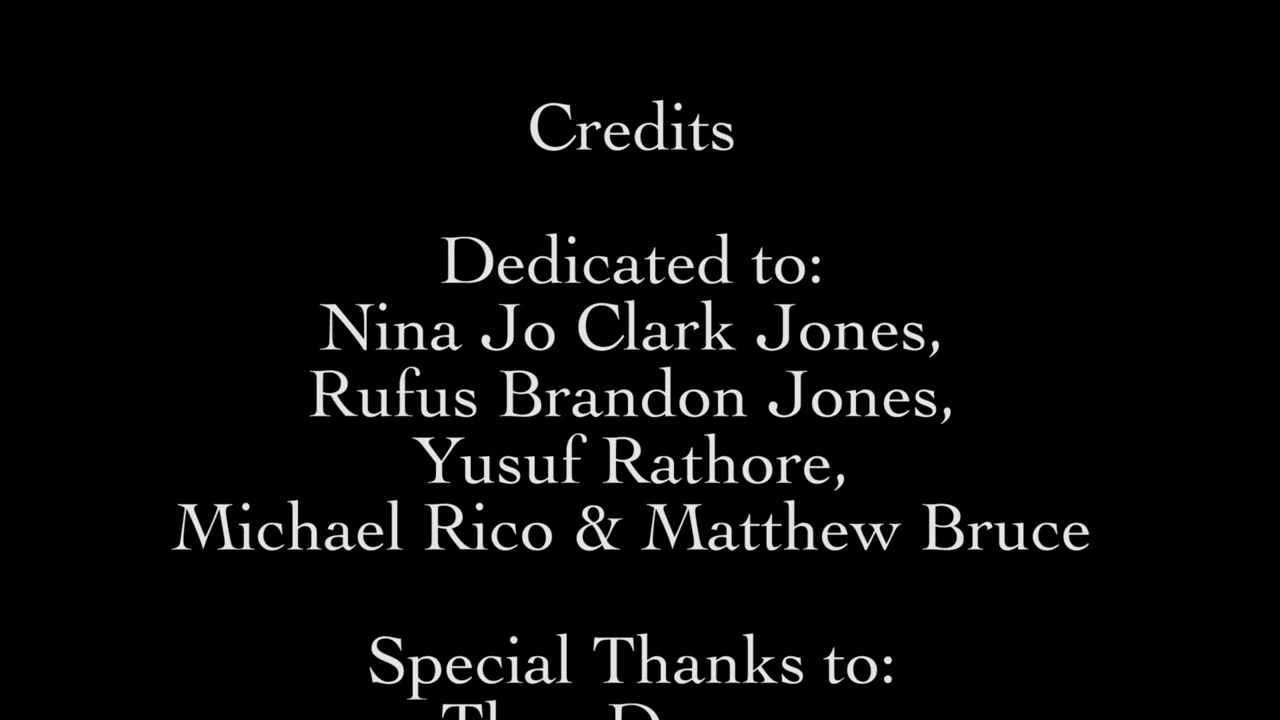 Credits
Dedicated to:
Nina Jo Clark Jones,
Rufus Brandon Jones,
Yusuf Rathore,
Michael Rico & Matthew Bruce
Special Thanks to: